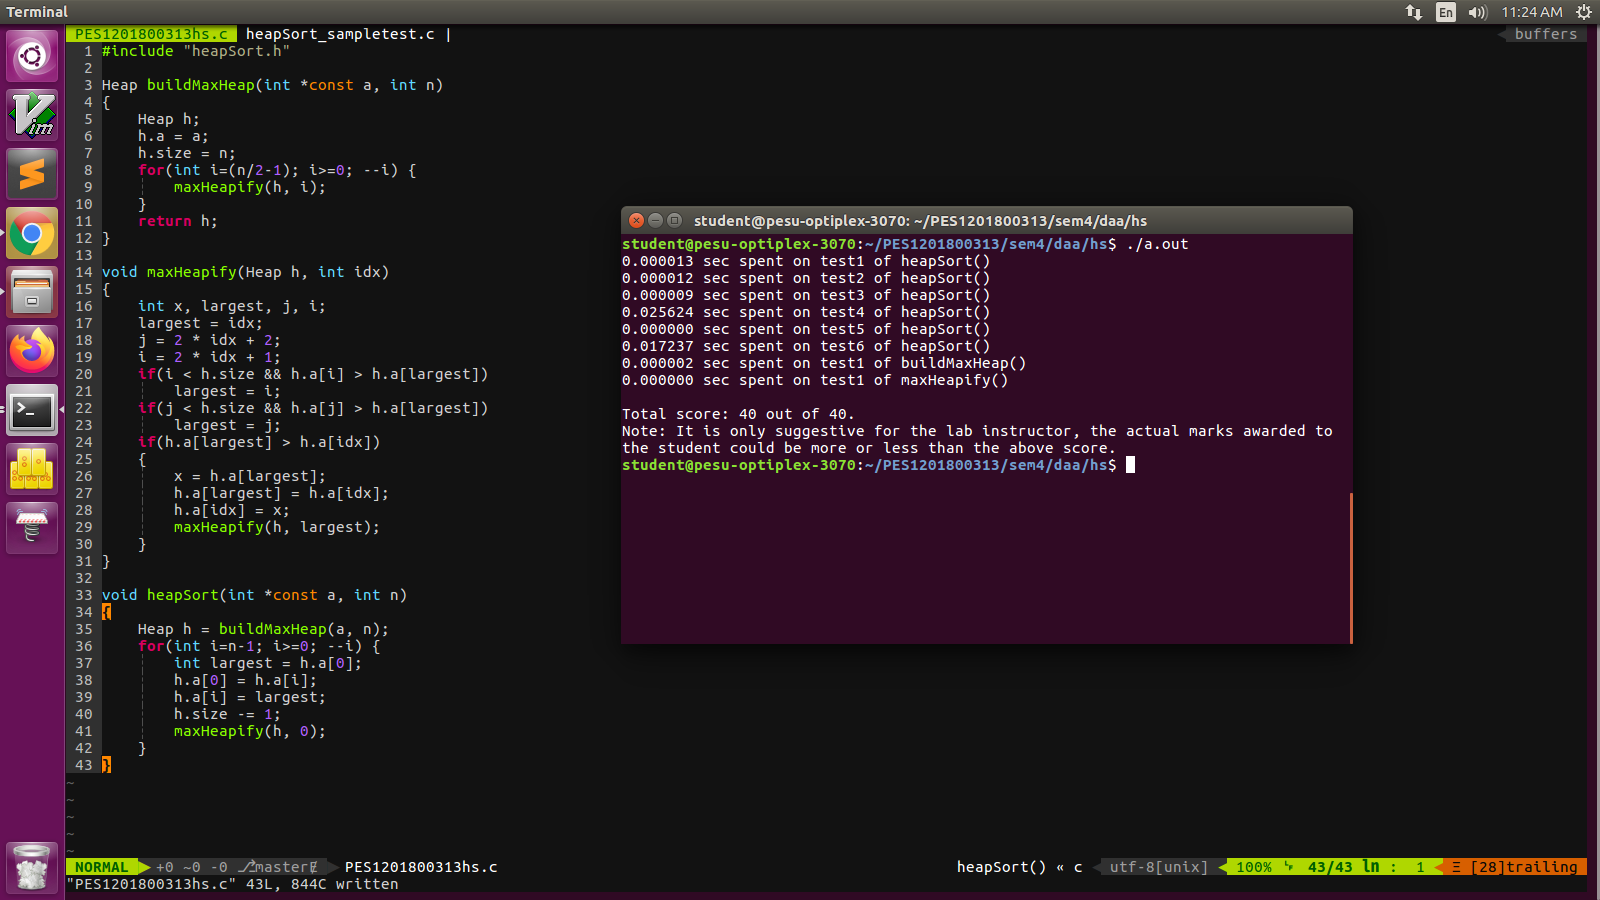 Terminal
En
11:24 AM
PES1201800313hs.c heapSort_sampletest.c |
buffers
1 #include "heapSort.h"
2
3 Heap buildMaxHeap(int *const a, int n)
4 {
5     Heap h;
6     h.a = a;
7     h.size = n;
8     for(int i=(n/2-1); i>=0; --i) {
9         maxHeapify(h, i);
10     }
11     return h;
12 }
13
14 void maxHeapify(Heap h, int idx)
15 {
16     int x, largest, j, i;
17     largest = idx;
18     j = 2 * idx + 2;
19     i = 2 * idx + 1;
20     if(i < h.size && h.a[i] > h.a[largest])
21         largest = i;
22     if(j < h.size && h.a[j] > h.a[largest])
23         largest = j;
24     if(h.a[largest] > h.a[idx])
25     {
26         x = h.a[largest];
27         h.a[largest] = h.a[idx];
28         h.a[idx] = x;
29         maxHeapify(h, largest);
30     }
31 }
32
33 void heapSort(int *const a, int n)
34 {
35     Heap h = buildMaxHeap(a, n);
36     for(int i=n-1; i>=0; --i) {
37         int largest = h.a[0];
38         h.a[0] = h.a[i];
39         h.a[i] = largest;
40         h.size -= 1;
41         maxHeapify(h, 0);
42     }
43 }
~
~
~
~
~
NORMAL +0 ~0 -0 master PES1201800313hs.c
heapSort() « c utf-8[unix] 100% 43/43 ln : 1 Ξ [28]trailing
"PES1201800313hs.c" 43L, 844C written
student@pesu-optiplex-3070: ~/PES1201800313/sem4/daa/hs
student@pesu-optiplex-3070:~/PES1201800313/sem4/daa/hs$ ./a.out
0.000013 sec spent on test1 of heapSort()
0.000012 sec spent on test2 of heapSort()
0.000009 sec spent on test3 of heapSort()
0.025624 sec spent on test4 of heapSort()
0.000000 sec spent on test5 of heapSort()
0.017237 sec spent on test6 of heapSort()
0.000002 sec spent on test1 of buildMaxHeap()
0.000000 sec spent on test1 of maxHeapify()
Total score: 40 out of 40.
Note: It is only suggestive for the lab instructor, the actual marks awarded to
the student could be more or less than the above score.
student@pesu-optiplex-3070:~/PES1201800313/sem4/daa/hs$